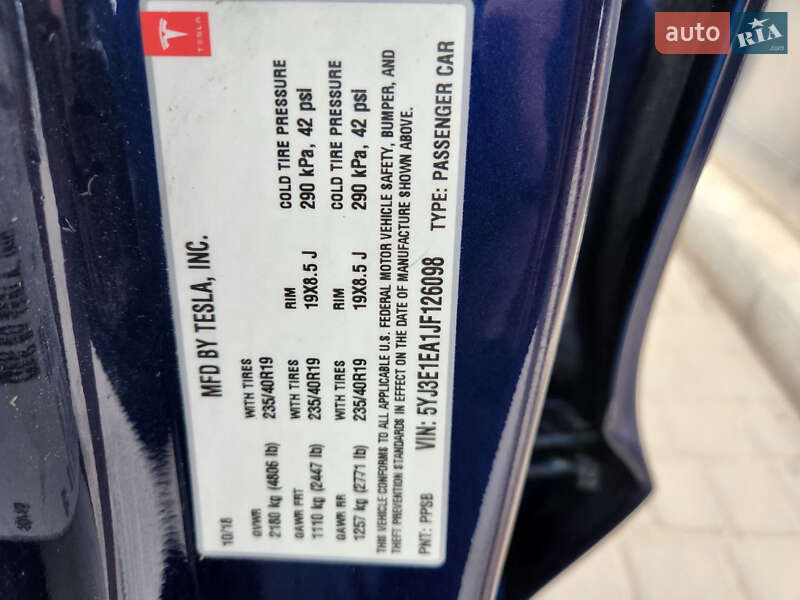 TESLA
MFD BY TESLA, INC.
10/18
GVWR
2180 kg (4806 lb)
WITH TIRES
235/40R19
RIM
19X8.5 J
COLD TIRE PRESSURE
290 kPa, 42 psi
GAWR FRT
1110 kg (2447 lb)
WITH TIRES
235/40R19
GAWR RR
1257 kg (2771 lb)
WITH TIRES
235/40R19
RIM
19X8.5 J
COLD TIRE PRESSURE
290 kPa, 42 psi
THIS VEHICLE CONFORMS TO ALL APPLICABLE U.S. FEDERAL MOTOR VEHICLE SAFETY, BUMPER, AND
THEFT PREVENTION STANDARDS IN EFFECT ON THE DATE OF MANUFACTURE SHOWN ABOVE.
PNT: PPSB VIN: 5YJ3E1EA1JF126098 TYPE: PASSENGER CAR
auto RIA.com